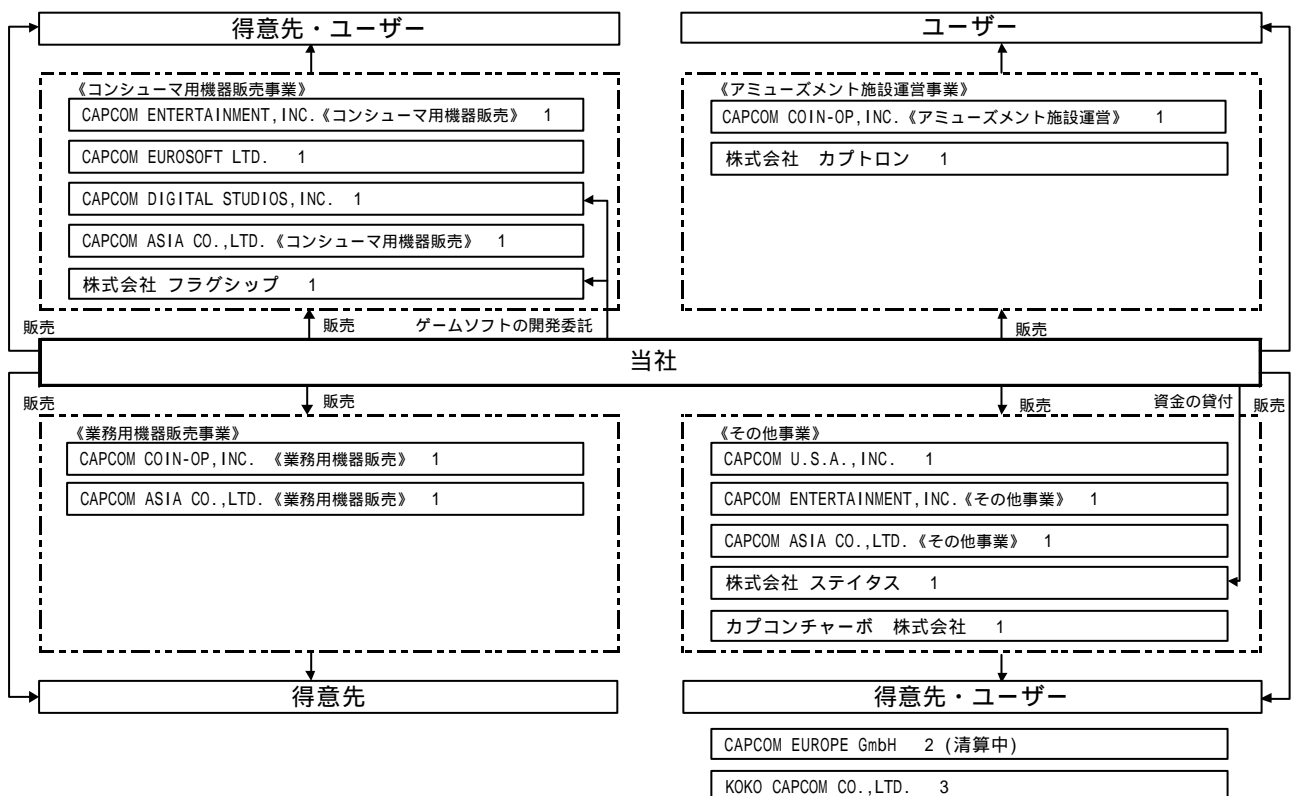 得意先・ユーザー
《コンシューマ用機器販売事業》
CAPCOM ENTERTAINMENT,INC.《コンシューマ用機器販売》 1
CAPCOM EUROSOFT LTD. 1
CAPCOM DIGITAL STUDIOS,INC. 1
CAPCOM ASIA CO.,LTD.《コンシューマ用機器販売》 1
株式会社 フラグシップ 1
ユーザー
《アミューズメント施設運営事業》
CAPCOM COIN-OP,INC.《アミューズメント施設運営》 1
株式会社 カプトロン 1
販売
販売
ゲームソフトの開発委託
販売
当社
販売
販売
販売
資金の貸付
販売
《業務用機器販売事業》
CAPCOM COIN-OP,INC. 《業務用機器販売》 1
CAPCOM ASIA CO.,LTD.《業務用機器販売》 1
得意先
《その他事業》
CAPCOM U.S.A.,INC. 1
CAPCOM ENTERTAINMENT,INC.《その他事業》 1
CAPCOM ASIA CO.,LTD.《その他事業》 1
株式会社 ステイタス 1
カプコンチャーボ 株式会社 1
得意先・ユーザー
CAPCOM EUROPE GmbH 2 (清算中)
KOKO CAPCOM CO.,LTD. 3